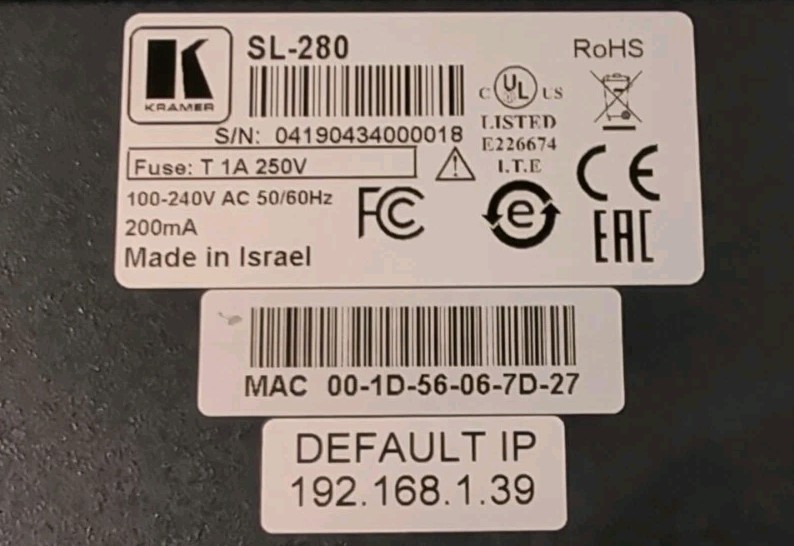 KRAMER
SL-280
RoHS
S/N: 04190434000018
C UL US
LISTED
E226674
I.T.E
Fuse: T 1A 250V
100-240V AC 50/60Hz
200mA
Made in Israel
FC
e
CE
EAC
MAC 00-1D-56-06-7D-27
DEFAULT IP
192.168.1.39